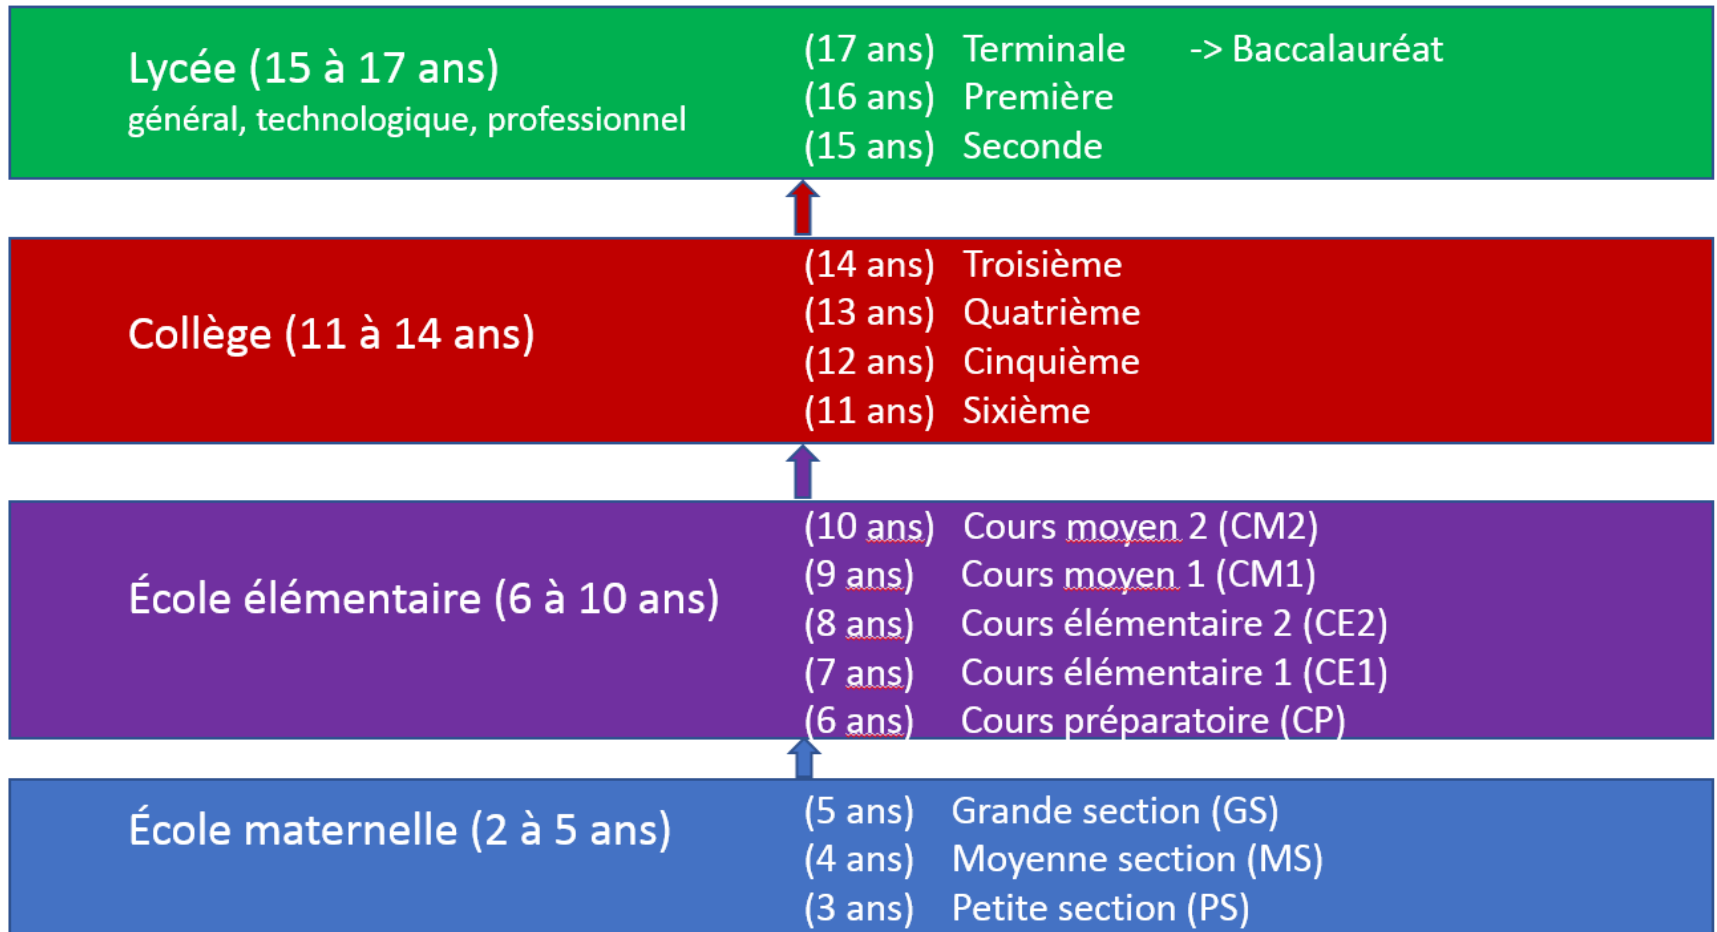 Lycée (15 à 17 ans)
général, technologique, professionnel
(17 ans) Terminale -> Baccalauréat
(16 ans) Première
(15 ans) Seconde
Collège (11 à 14 ans)
(14 ans) Troisième
(13 ans) Quatrième
(12 ans) Cinquième
(11 ans) Sixième
École élémentaire (6 à 10 ans)
(10 ans) Cours moyen 2 (CM2)
(9 ans) Cours moyen 1 (CM1)
(8 ans) Cours élémentaire 2 (CE2)
(7 ans) Cours élémentaire 1 (CE1)
(6 ans) Cours préparatoire (CP)
École maternelle (2 à 5 ans)
(5 ans) Grande section (GS)
(4 ans) Moyenne section (MS)
(3 ans) Petite section (PS)